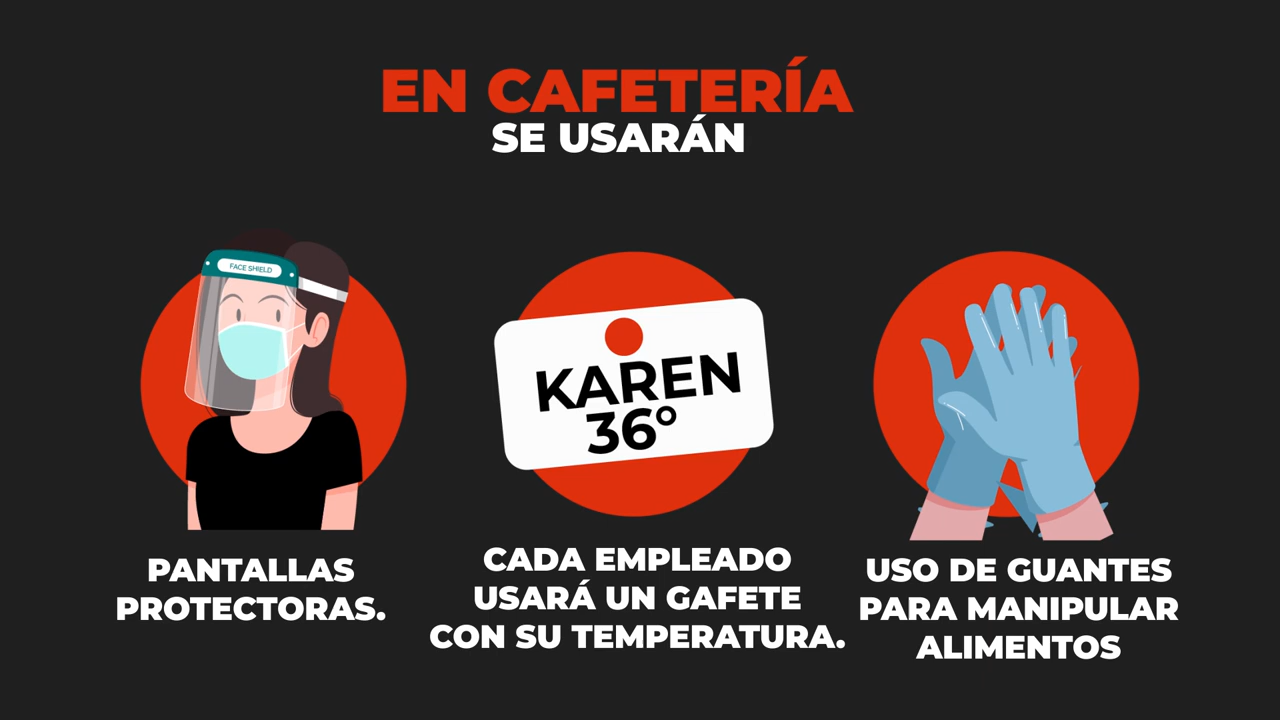 EN CAFETERÍA
SE USARÁN
FACE SHIELD
PANTALLAS
PROTECTORAS.
KAREN
36°
CADA EMPLEADO
USARÁ UN GAFETE
CON SU TEMPERATURA.
USO DE GUANTES
PARA MANIPULAR
ALIMENTOS